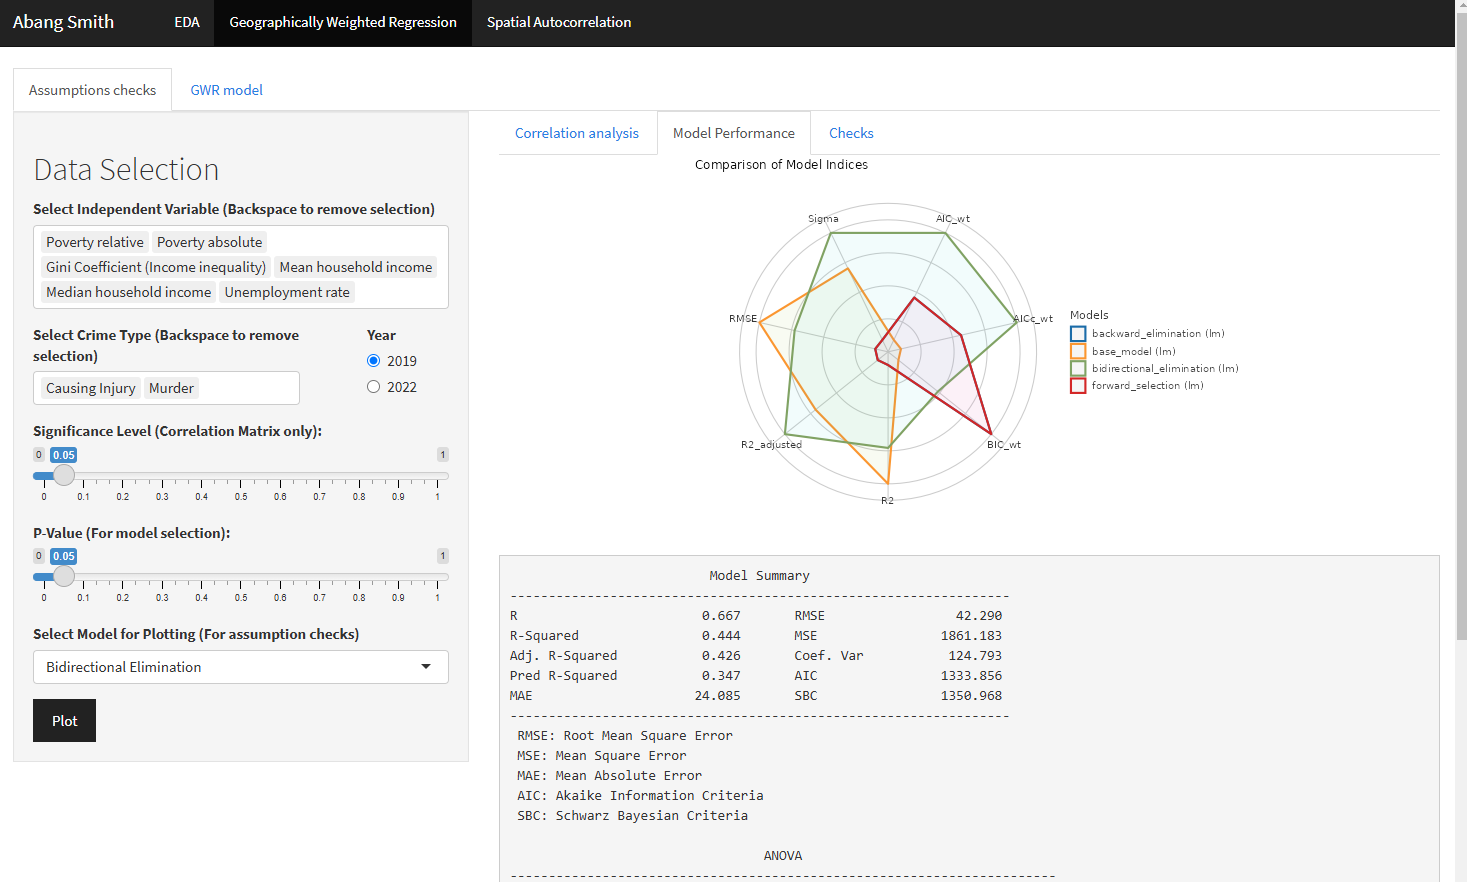 Abang Smith EDA Geographically Weighted Regression Spatial Autocorrelation
Assumptions checks GWR model
Data Selection
Select Independent Variable (Backspace to remove selection)
Poverty relative Poverty absolute
Gini Coefficient (Income inequality) Mean household income
Median household income Unemployment rate
Select Crime Type (Backspace to remove
selection)
Causing Injury Murder
Year
2019
2022
Significance Level (Correlation Matrix only):
0 0.05 1
0 0.1 0.2 0.3 0.4 0.5 0.6 0.7 0.8 0.9 1
P-Value (For model selection):
0 0.05 1
0 0.1 0.2 0.3 0.4 0.5 0.6 0.7 0.8 0.9 1
Select Model for Plotting (For assumption checks)
Bidirectional Elimination
Plot
Correlation analysis Model Performance Checks
Comparison of Model Indices
Sigma AIC_wt
RMSE AICc_wt
R2_adjusted BIC_wt
R2
Models
backward_elimination (lm)
base_model (lm)
bidirectional_elimination (lm)
forward_selection (lm)
Model Summary
-----------------------------------------------------------------
R 0.667 RMSE 42.290
R-Squared 0.444 MSE 1861.183
Adj. R-Squared 0.426 Coef. Var 124.793
Pred R-Squared 0.347 AIC 1333.856
MAE 24.085 SBC 1350.968
-----------------------------------------------------------------
RMSE: Root Mean Square Error
MSE: Mean Square Error
MAE: Mean Absolute Error
AIC: Akaike Information Criteria
SBC: Schwarz Bayesian Criteria
ANOVA
-----------------------------------------------------------------------